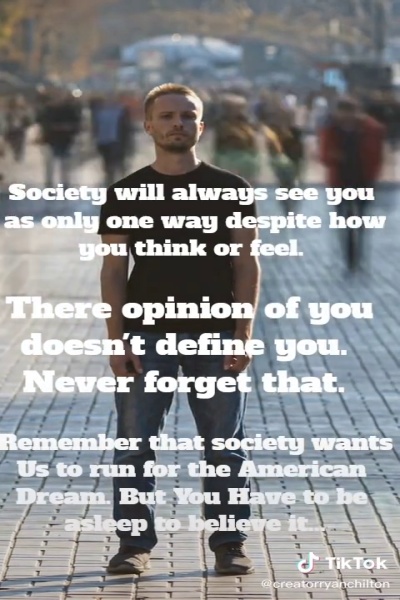 Society will always see you
as only one way despite how
you think or feel.
There opinion of you
doesn't define you.
Never forget that.
Remember that society wants
Us to run for the American
Dream. But You Have to be
asleep to believe it...
TikTok
@creatorryanchilton